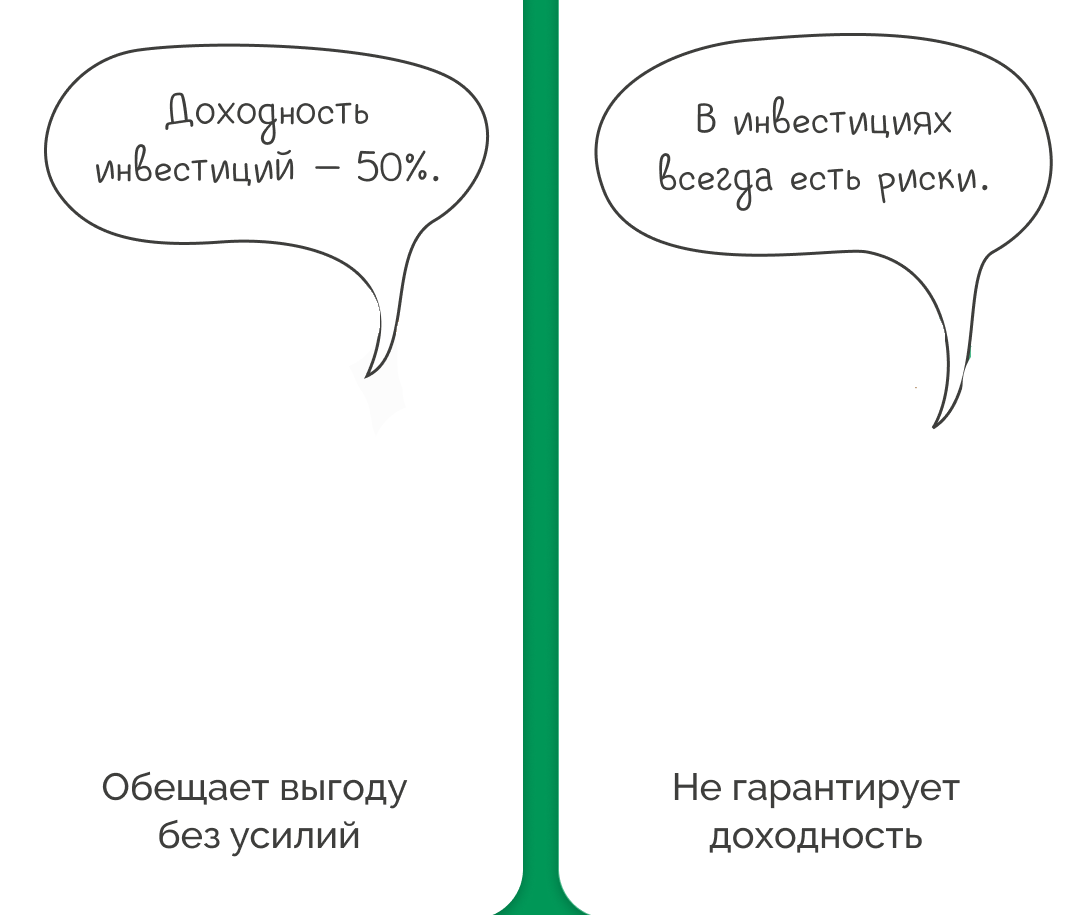 Доходность
инвестиций – 50%.
В инвестициях
всегда есть риски.
Обещает выгоду
без усилий
Не гарантирует
доходность